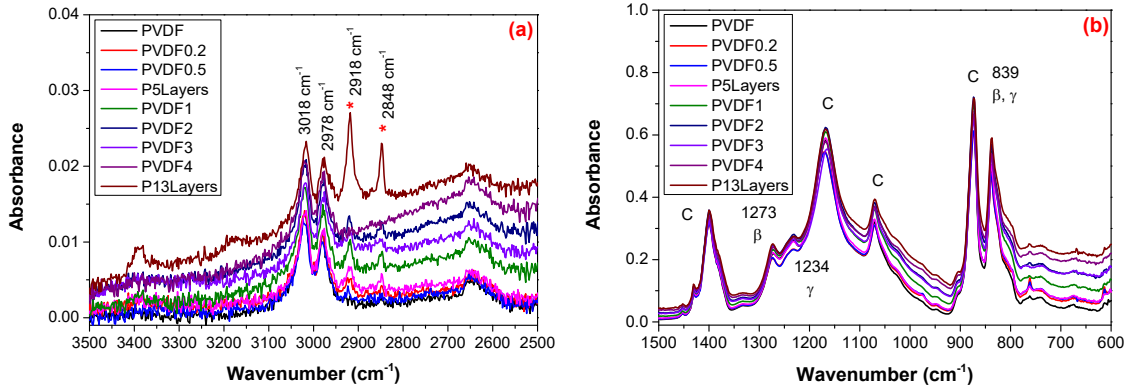 (a)
PVDF
PVDF0.2
PVDF0.5
P5Layers
PVDF1
PVDF2
PVDF3
PVDF4
P13Layers
3018 cm⁻¹
2978 cm⁻¹
* 2918 cm⁻¹
* 2848 cm⁻¹
0.04
0.03
0.02
0.01
0.00
Absorbance
3500 3400 3300 3200 3100 3000 2900 2800 2700 2600 2500
Wavenumber (cm⁻¹)
(b)
PVDF
PVDF0.2
PVDF0.5
P5Layers
PVDF1
PVDF2
PVDF3
PVDF4
P13Layers
C
1273
β
1234
γ
C
C
C
839
β, γ
1.0
0.8
0.6
0.4
0.2
0.0
Absorbance
1500 1400 1300 1200 1100 1000 900 800 700 600
Wavenumber (cm⁻¹)